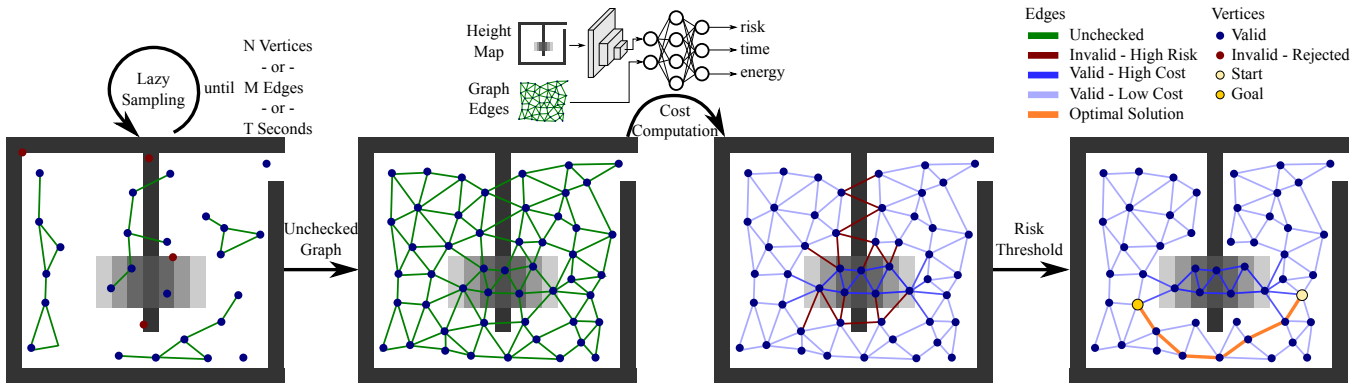 Lazy
Sampling
until
N Vertices
- or -
M Edges
- or -
T Seconds
Unchecked
Graph
Height
Map
Graph
Edges
risk
time
energy
Cost
Computation
Risk
Threshold
Edges
Unchecked
Invalid - High Risk
Valid - High Cost
Valid - Low Cost
Optimal Solution
Vertices
Valid
Invalid - Rejected
Start
Goal